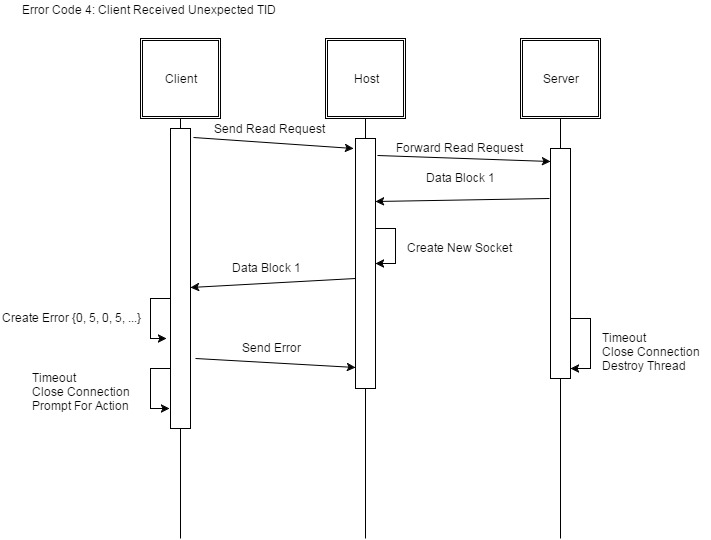 Error Code 4: Client Received Unexpected TID
Client
Host
Server
Send Read Request
Forward Read Request
Data Block 1
Create New Socket
Data Block 1
Create Error {0, 5, 0, 5, ...}
Send Error
Timeout
Close Connection
Destroy Thread
Timeout
Close Connection
Prompt For Action